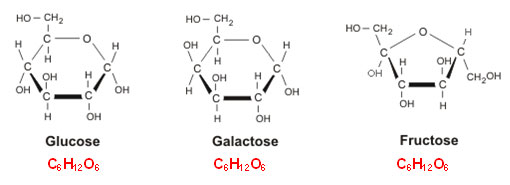 HO – CH₂
C O
H H
H
C C
OH H
OH C C OH
H OH
Glucose
C₆H₁₂O₆
HO – CH₂
C O
OH H
H
C C
OH H
H C C OH
H OH
Galactose
C₆H₁₂O₆
HO – CH₂
O H
C C
H OH
OH CH₂OH
C C
OH H
Fructose
C₆H₁₂O₆